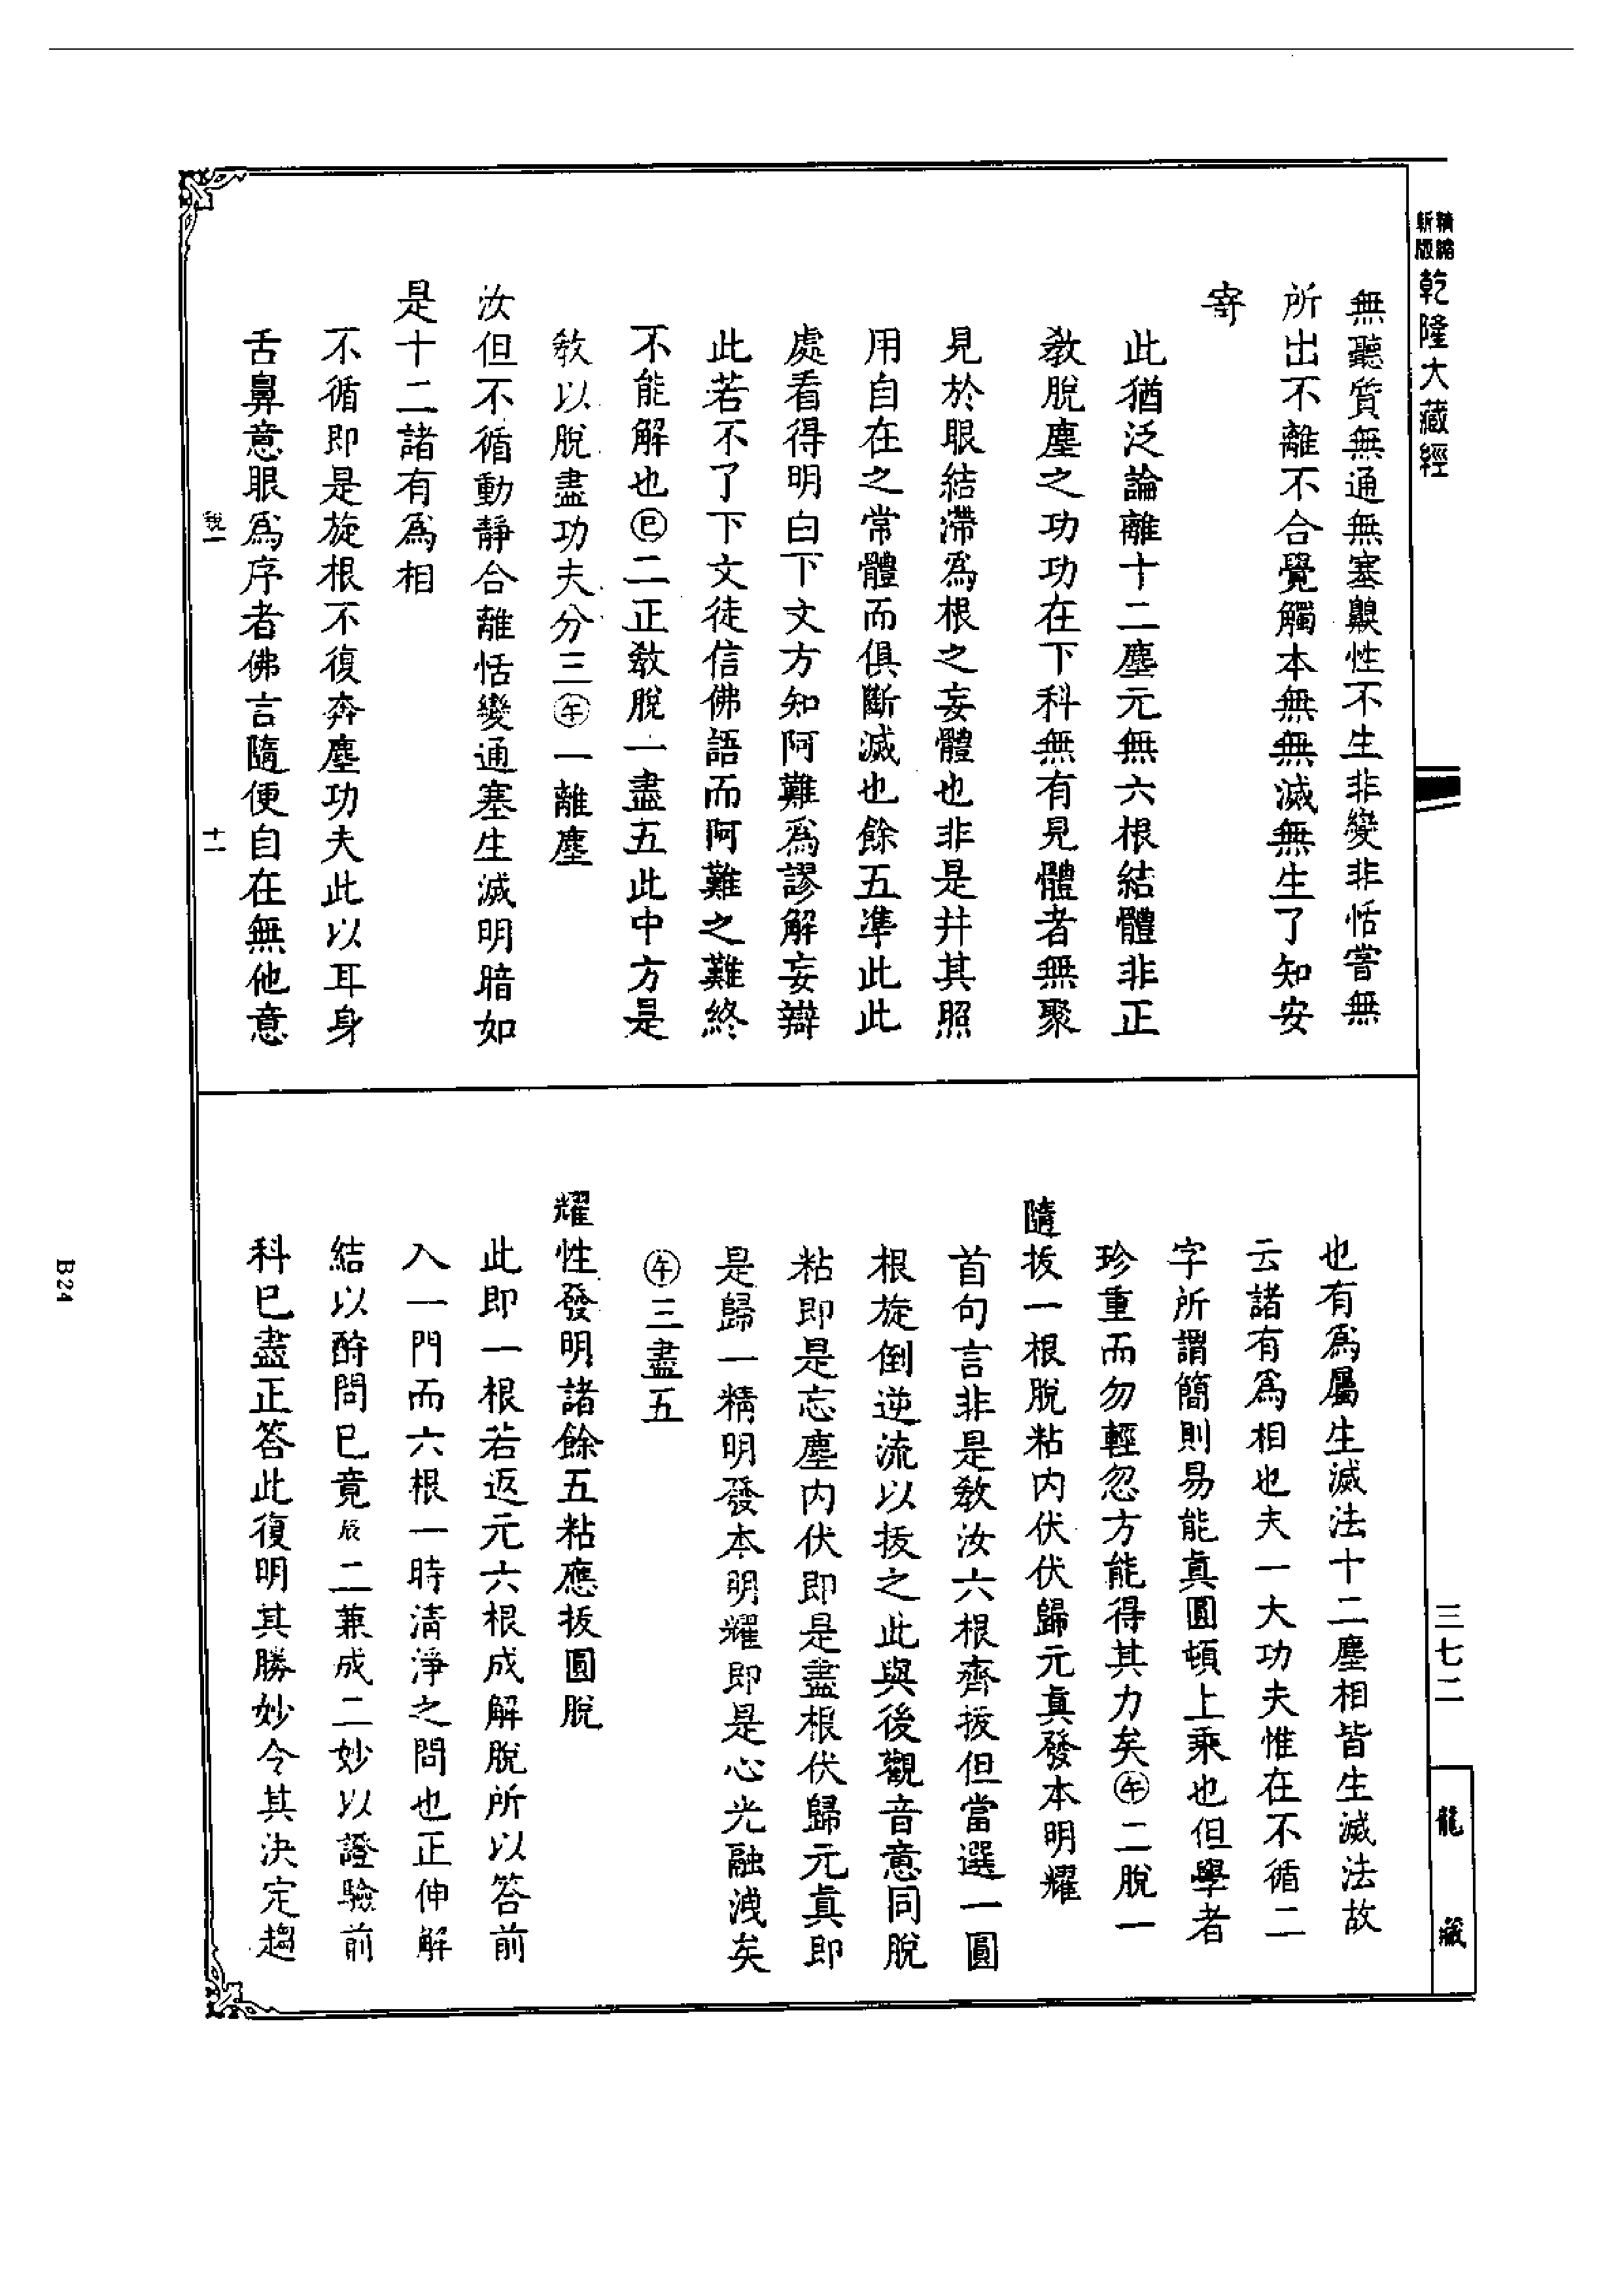 精縮
新版
乾隆大藏經
無聽質無通無塞齅性不生非變非恬嘗無
所出不離不合覺觸本無無滅無生了知安
寄
此猶泛論離十二塵元無六根結體非正
教脫塵之功功在下科無有見體者無聚
見於眼結滯爲根之妄體也非是并其照
用自在之常體而俱斷滅也餘五準此此
處看得明白下文方知阿難爲謬解妄辯
此若不了下文徒信佛語而阿難之難終
不能解也㊁二正教脫一盡五此中方是
教以脫盡功夫分三㊌一離塵
汝但不循動靜合離恬變通塞生滅明暗如
是十二諸有爲相
不循即是旋根不復奔塵功夫此以耳身
舌鼻意眼爲序者佛言隨便自在無他意
十一
也有爲屬生滅法十二塵相皆生滅法故
云諸有爲相也夫一大功夫惟在不循二
字所謂簡則易能眞圓頓上乘也但學者
珍重而勿輕忽方能得其力矣午二脫一
隨拔一根脫粘內伏伏歸元眞發本明耀
首句言非是教汝六根齊拔但當選一圓
根旋倒逆流以拔之此與後觀音意同脫
粘即是忘塵內伏即是盡根伏歸元眞即
是歸一精明發本明耀即是心光融洩矣
午三盡五
耀性發明諸餘五粘應拔圓脫
此即一根若返元六根成解脫所以答前
入一門而六根一時清淨之問也正伸解
結以酧問巳竟辰二兼成二妙以證驗前
科巳盡正答此復明其勝妙令其決定趨
三七二
龍藏
B24